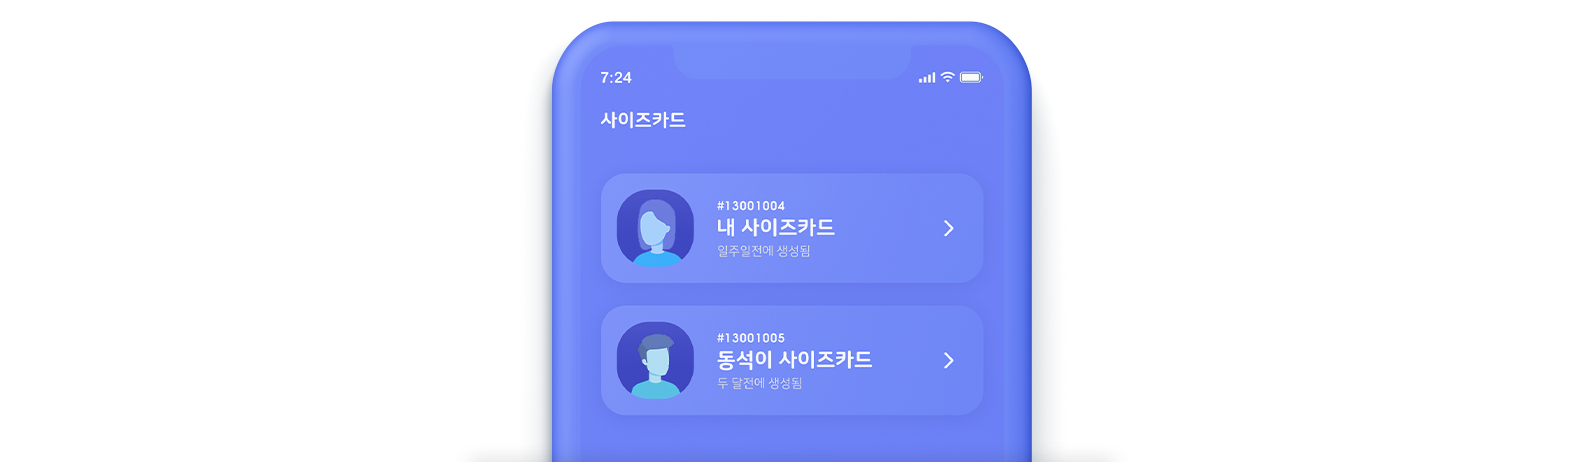 7:24
사이즈카드
#13001004
내 사이즈카드
일주일전에 생성됨
#13001005
동석이 사이즈카드
두 달전에 생성됨